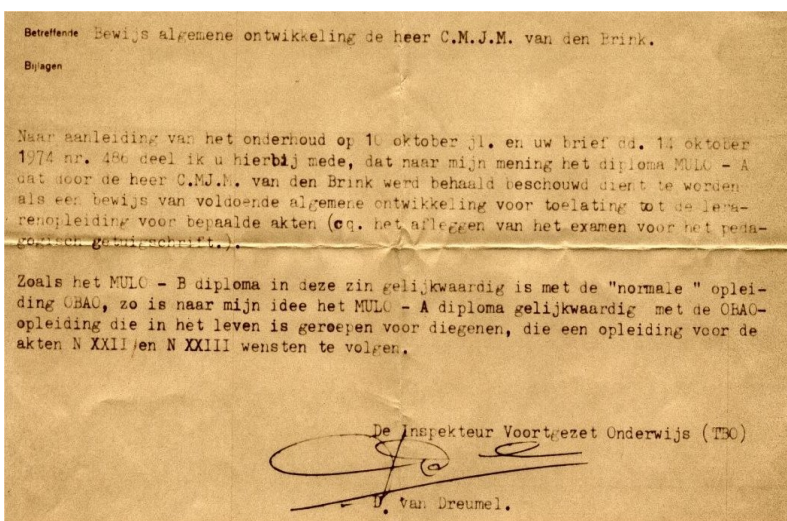 Betreffende Bewijs algemene ontwikkeling de heer C.M.J.M. van den Brink.
Bijlagen
Naar aanleiding van het onderhoud op 10 oktober jl. en uw brief dd. 14 oktober
1974 nr. 486 deel ik u hierbij mede, dat naar mijn mening het diploma MULO - A
dat door de heer C.MJ.M. van den Brink werd behaald beschouwd dient te worden
als een bewijs van voldoende algemene ontwikkeling voor toelating tot de lera-
renopleiding voor bepaalde akten (cq. het afleggen van het examen voor het peda-
gogisch getuigschrift.).
Zoals het MULO - B diploma in deze zin gelijkwaardig is met de "normale " oplei-
ding OBAO, zo is naar mijn idee het MULO - A diploma gelijkwaardig met de OBAO-
opleiding die in het leven is geroepen voor diegenen, die een opleiding voor de
akten N XXII en N XXIII wensten te volgen.
De Inspekteur Voortgezet Onderwijs (TBO)
D. van Dreumel.